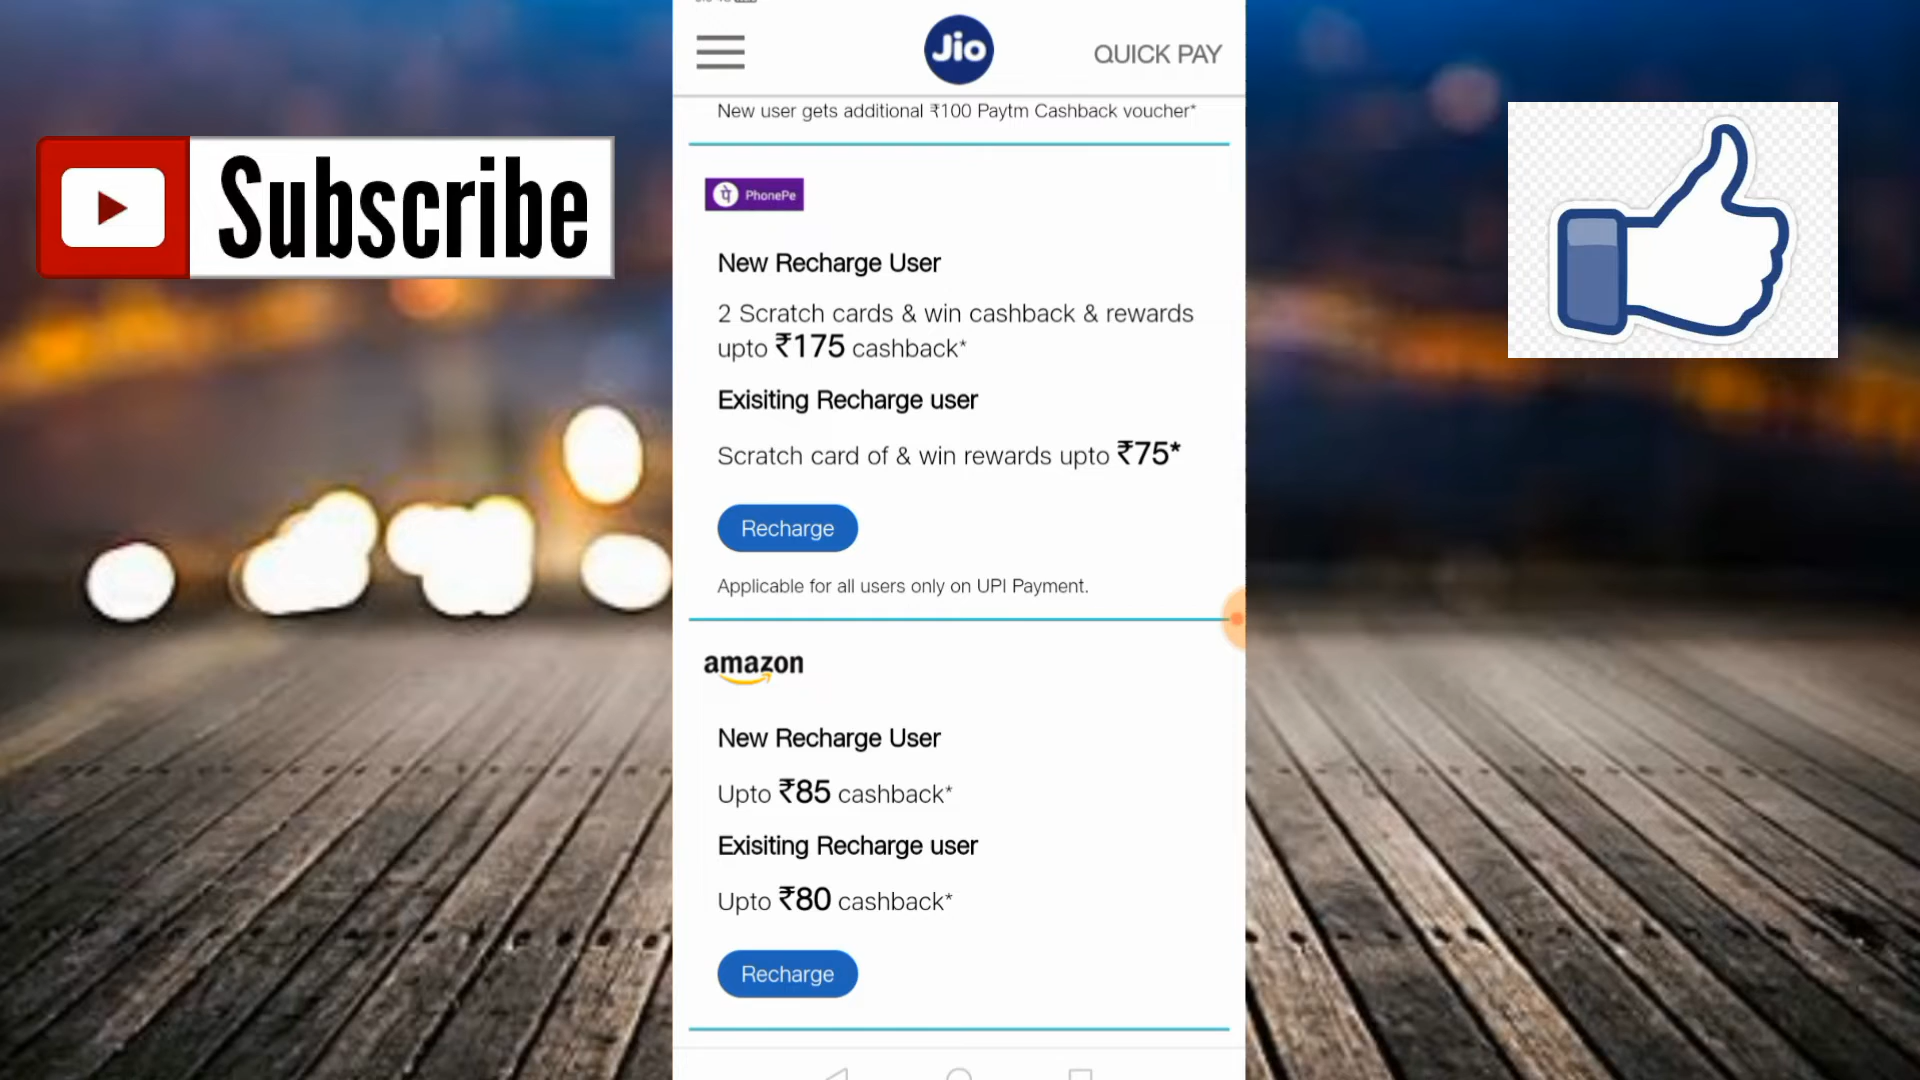 Subscribe
Jio
QUICK PAY
New user gets additional ₹100 Paytm Cashback voucher*
पे PhonePe
New Recharge User
2 Scratch cards & win cashback & rewards
upto ₹175 cashback*
Exisiting Recharge user
Scratch card of & win rewards upto ₹75*
Recharge
Applicable for all users only on UPI Payment.
amazon
New Recharge User
Upto ₹85 cashback*
Exisiting Recharge user
Upto ₹80 cashback*
Recharge